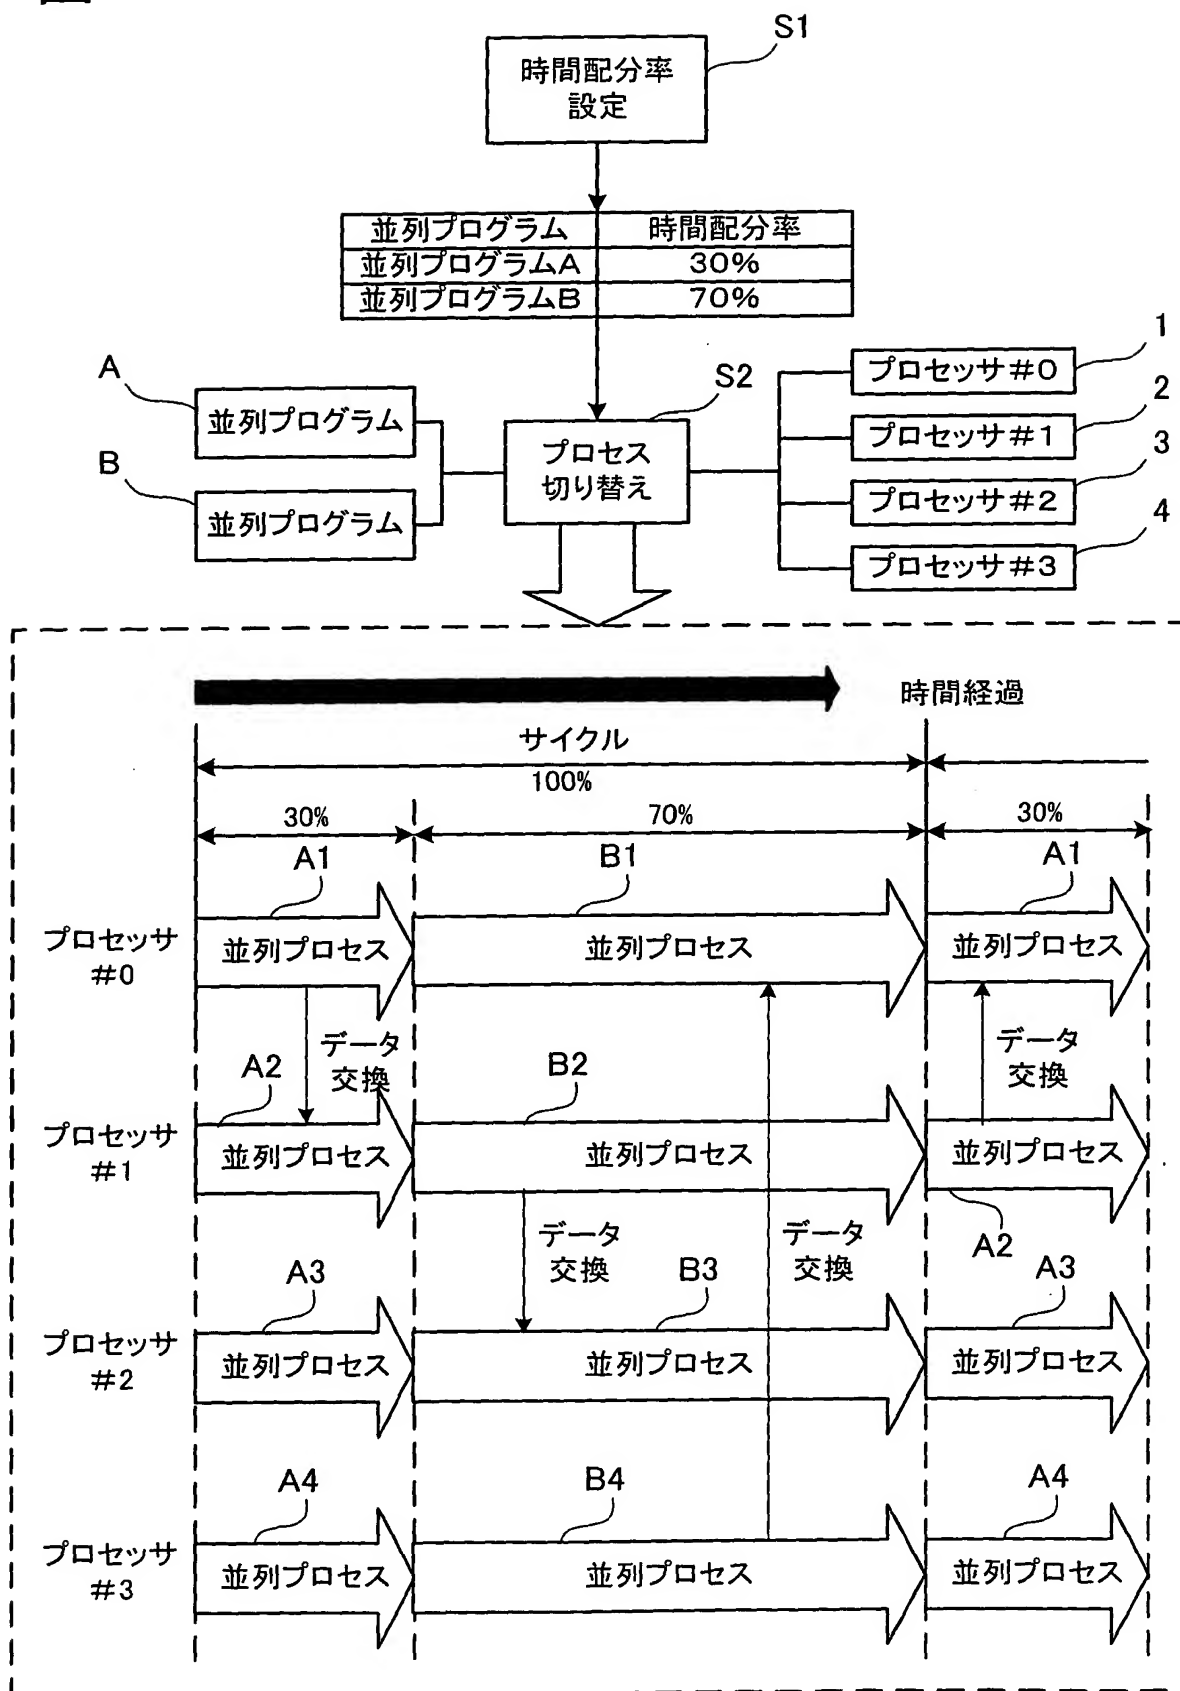 S1
時間配分率
設定
並列プログラム 時間配分率
並列プログラムA 30%
並列プログラムB 70%
A
並列プログラム
B
並列プログラム
S2
プロセス
切り替え
1
プロセッサ#0
2
プロセッサ#1
3
プロセッサ#2
4
プロセッサ#3
時間経過
サイクル
100%
30% 70% 30%
A1 B1 A1
プロセッサ
#0
並列プロセス 並列プロセス 並列プロセス
データ
交換
データ
交換
A2 B2
プロセッサ
#1
並列プロセス 並列プロセス 並列プロセス
A2
データ
交換
データ
交換
A3 B3 A3
プロセッサ
#2
並列プロセス 並列プロセス 並列プロセス
A4 B4 A4
プロセッサ
#3
並列プロセス 並列プロセス 並列プロセス